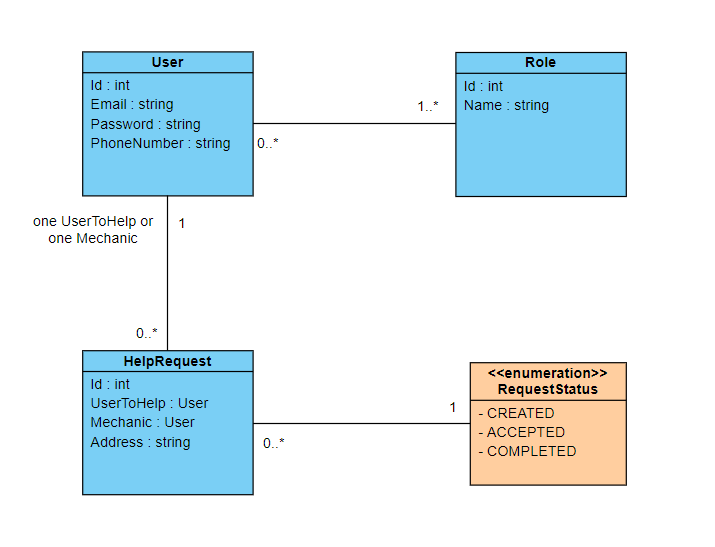 User
Id : int
Email : string
Password : string
PhoneNumber : string
Role
Id : int
Name : string
1..*
0..*
one UserToHelp or
one Mechanic
1
0..*
HelpRequest
Id : int
UserToHelp : User
Mechanic : User
Address : string
<<enumeration>>
RequestStatus
- CREATED
- ACCEPTED
- COMPLETED
1
0..*